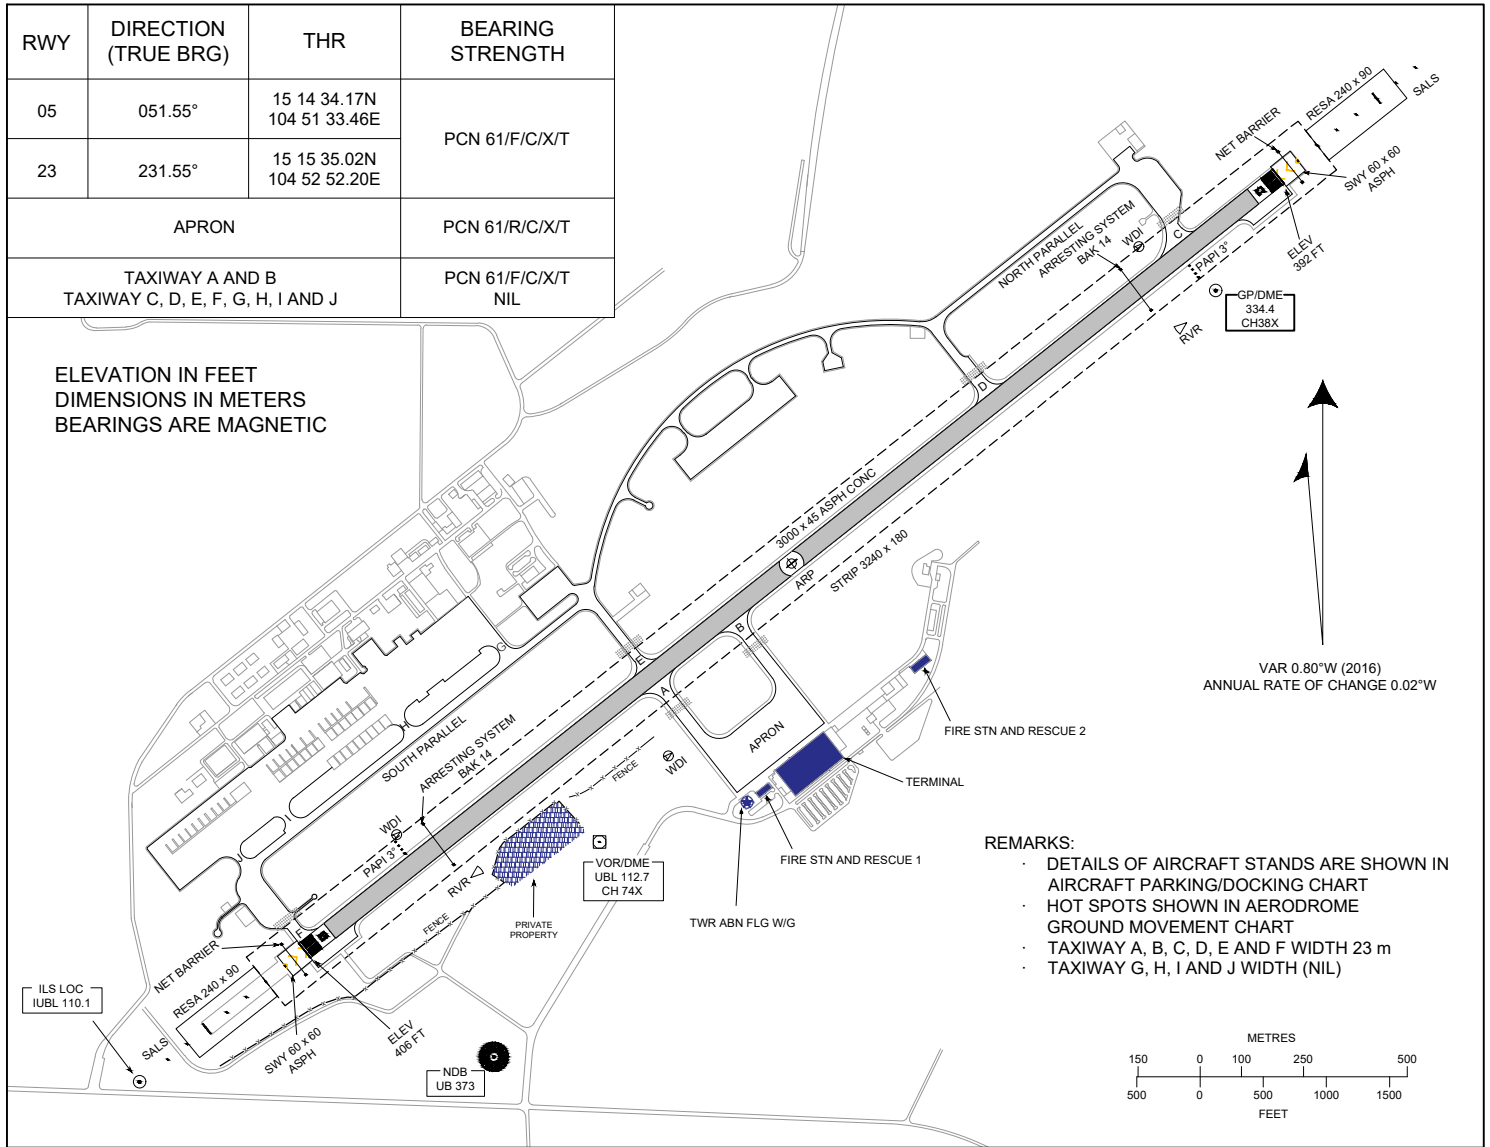 RWY
DIRECTION
(TRUE BRG)
THR
BEARING
STRENGTH
05
051.55°
15 14 34.17N
104 51 33.46E
PCN 61/F/C/X/T
23
231.55°
15 15 35.02N
104 52 52.20E
APRON
PCN 61/R/C/X/T
TAXIWAY A AND B
TAXIWAY C, D, E, F, G, H, I AND J
PCN 61/F/C/X/T
NIL
ELEVATION IN FEET
DIMENSIONS IN METERS
BEARINGS ARE MAGNETIC
SALS
RESA 240 x 90
NET BARRIER
SWY 60 x 60
ASPH
ELEV
392 FT
C
PAPI 3°
WDI
NORTH PARALLEL
ARRESTING SYSTEM
BAK 14
GP/DME
334.4
CH38X
RVR
D
3000 x 45 ASPH CONC
ARP
STRIP 3240 x 180
VAR 0.80°W (2016)
ANNUAL RATE OF CHANGE 0.02°W
B
E
A
G
H
I
J
F
SOUTH PARALLEL
ARRESTING SYSTEM
BAK 14
WDI
PAPI 3°
APRON
WDI
FENCE
FIRE STN AND RESCUE 2
TERMINAL
FIRE STN AND RESCUE 1
TWR ABN FLG W/G
VOR/DME
UBL 112.7
CH 74X
RVR
PRIVATE
PROPERTY
FENCE
NET BARRIER
RESA 240 x 90
ILS LOC
IUBL 110.1
SALS
SWY 60 x 60
ASPH
ELEV
406 FT
NDB
UB 373
REMARKS:
· DETAILS OF AIRCRAFT STANDS ARE SHOWN IN
AIRCRAFT PARKING/DOCKING CHART
· HOT SPOTS SHOWN IN AERODROME
GROUND MOVEMENT CHART
· TAXIWAY A, B, C, D, E AND F WIDTH 23 m
· TAXIWAY G, H, I AND J WIDTH (NIL)
METRES
150 0 100 250 500
500 0 500 1000 1500
FEET